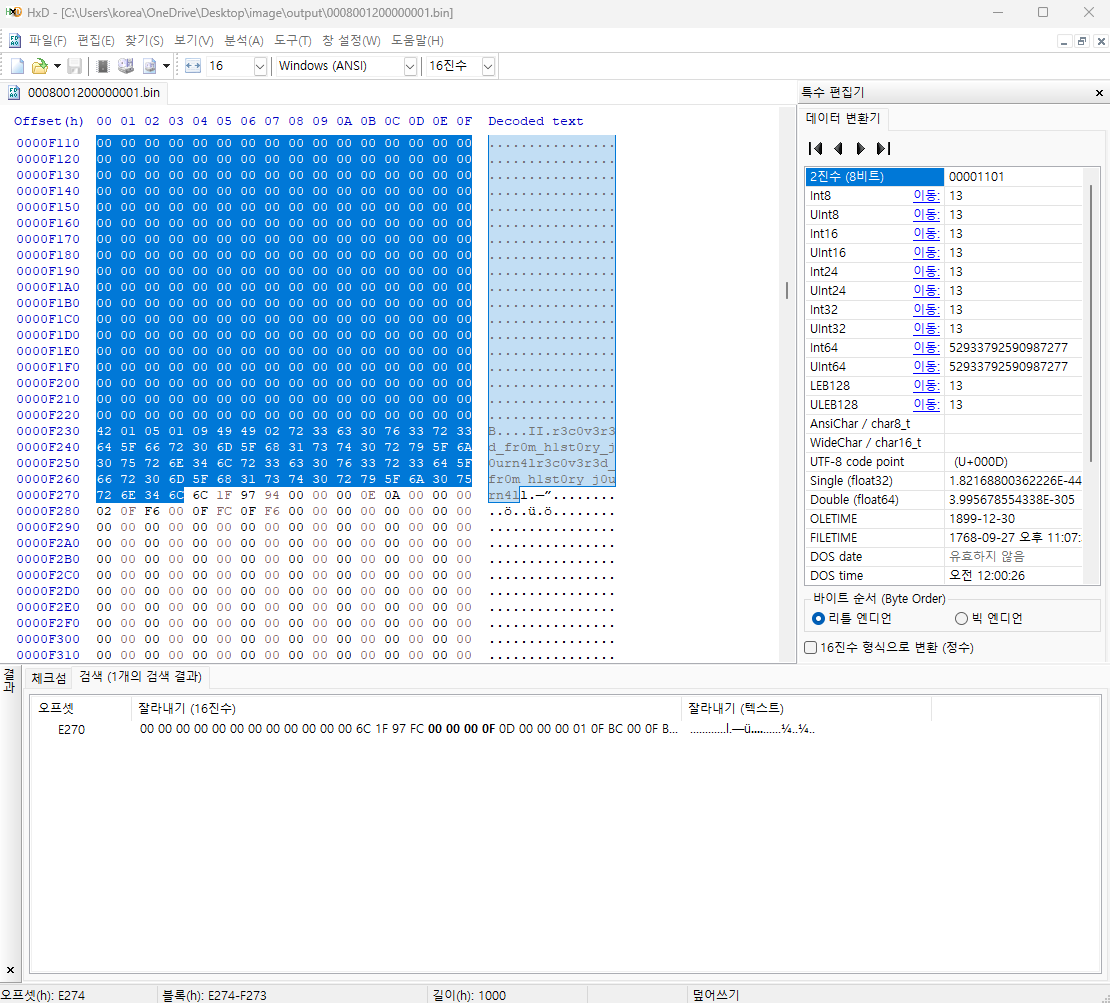 HxD - [C:\Users\korea\OneDrive\Desktop\image\output\0008001200000001.bin]
파일(F) 편집(E) 찾기(S) 보기(V) 분석(A) 도구(T) 창 설정(W) 도움말(H)
16 Windows (ANSI) 16진수
0008001200000001.bin
Offset(h) 00 01 02 03 04 05 06 07 08 09 0A 0B 0C 0D 0E 0F Decoded text
0000F110 00 00 00 00 00 00 00 00 00 00 00 00 00 00 00 00 ................
0000F120 00 00 00 00 00 00 00 00 00 00 00 00 00 00 00 00 ................
0000F130 00 00 00 00 00 00 00 00 00 00 00 00 00 00 00 00 ................
0000F140 00 00 00 00 00 00 00 00 00 00 00 00 00 00 00 00 ................
0000F150 00 00 00 00 00 00 00 00 00 00 00 00 00 00 00 00 ................
0000F160 00 00 00 00 00 00 00 00 00 00 00 00 00 00 00 00 ................
0000F170 00 00 00 00 00 00 00 00 00 00 00 00 00 00 00 00 ................
0000F180 00 00 00 00 00 00 00 00 00 00 00 00 00 00 00 00 ................
0000F190 00 00 00 00 00 00 00 00 00 00 00 00 00 00 00 00 ................
0000F1A0 00 00 00 00 00 00 00 00 00 00 00 00 00 00 00 00 ................
0000F1B0 00 00 00 00 00 00 00 00 00 00 00 00 00 00 00 00 ................
0000F1C0 00 00 00 00 00 00 00 00 00 00 00 00 00 00 00 00 ................
0000F1D0 00 00 00 00 00 00 00 00 00 00 00 00 00 00 00 00 ................
0000F1E0 00 00 00 00 00 00 00 00 00 00 00 00 00 00 00 00 ................
0000F1F0 00 00 00 00 00 00 00 00 00 00 00 00 00 00 00 00 ................
0000F200 00 00 00 00 00 00 00 00 00 00 00 00 00 00 00 00 ................
0000F210 00 00 00 00 00 00 00 00 00 00 00 00 00 00 00 00 ................
0000F220 00 00 00 00 00 00 00 00 00 00 00 00 00 00 00 00 ................
0000F230 42 01 05 01 09 49 49 02 72 33 63 30 76 33 72 33 B....II.r3c0v3r3
0000F240 64 5F 66 72 30 6D 5F 68 31 73 74 30 72 79 5F 6A d_fr0m_h1st0ry_j
0000F250 30 75 72 6E 34 6C 72 33 63 30 76 33 72 33 64 5F 0urn4lr3c0v3r3d_
0000F260 66 72 30 6D 5F 68 31 73 74 30 72 79 5F 6A 30 75 fr0m_h1st0ry_j0u
0000F270 72 6E 34 6C 6C 1F 97 94 00 00 00 0E 0A 00 00 00 rn4ll.—”........
0000F280 02 0F F6 00 0F FC 0F F6 00 00 00 00 00 00 00 00 ..ö..ü.ö........
0000F290 00 00 00 00 00 00 00 00 00 00 00 00 00 00 00 00 ................
0000F2A0 00 00 00 00 00 00 00 00 00 00 00 00 00 00 00 00 ................
0000F2B0 00 00 00 00 00 00 00 00 00 00 00 00 00 00 00 00 ................
0000F2C0 00 00 00 00 00 00 00 00 00 00 00 00 00 00 00 00 ................
0000F2D0 00 00 00 00 00 00 00 00 00 00 00 00 00 00 00 00 ................
0000F2E0 00 00 00 00 00 00 00 00 00 00 00 00 00 00 00 00 ................
0000F2F0 00 00 00 00 00 00 00 00 00 00 00 00 00 00 00 00 ................
0000F300 00 00 00 00 00 00 00 00 00 00 00 00 00 00 00 00 ................
0000F310 00 00 00 00 00 00 00 00 00 00 00 00 00 00 00 00 ................
특수 편집기
데이터 변환기
2진수 (8비트) 00001101
Int8 이동: 13
UInt8 이동: 13
Int16 이동: 13
UInt16 이동: 13
Int24 이동: 13
UInt24 이동: 13
Int32 이동: 13
UInt32 이동: 13
Int64 이동: 52933792590987277
UInt64 이동: 52933792590987277
LEB128 이동: 13
ULEB128 이동: 13
AnsiChar / char8_t
WideChar / char16_t
UTF-8 code point (U+000D)
Single (float32) 1.82168800362226E-44
Double (float64) 3.995678554338E-305
OLETIME 1899-12-30
FILETIME 1768-09-27 오후 11:07:
DOS date 유효하지 않음
DOS time 오전 12:00:26
바이트 순서 (Byte Order)
리틀 엔디언 빅 엔디언
16진수 형식으로 변환 (정수)
결과
체크섬 검색 (1개의 검색 결과)
오프셋 잘라내기 (16진수) 잘라내기 (텍스트)
E270 00 00 00 00 00 00 00 00 00 00 00 00 6C 1F 97 FC 00 00 00 0F 0D 00 00 00 01 0F BC 00 0F B... ............l.—ü..........¼..¼..
오프셋(h): E274 블록(h): E274-F273 길이(h): 1000 덮어쓰기